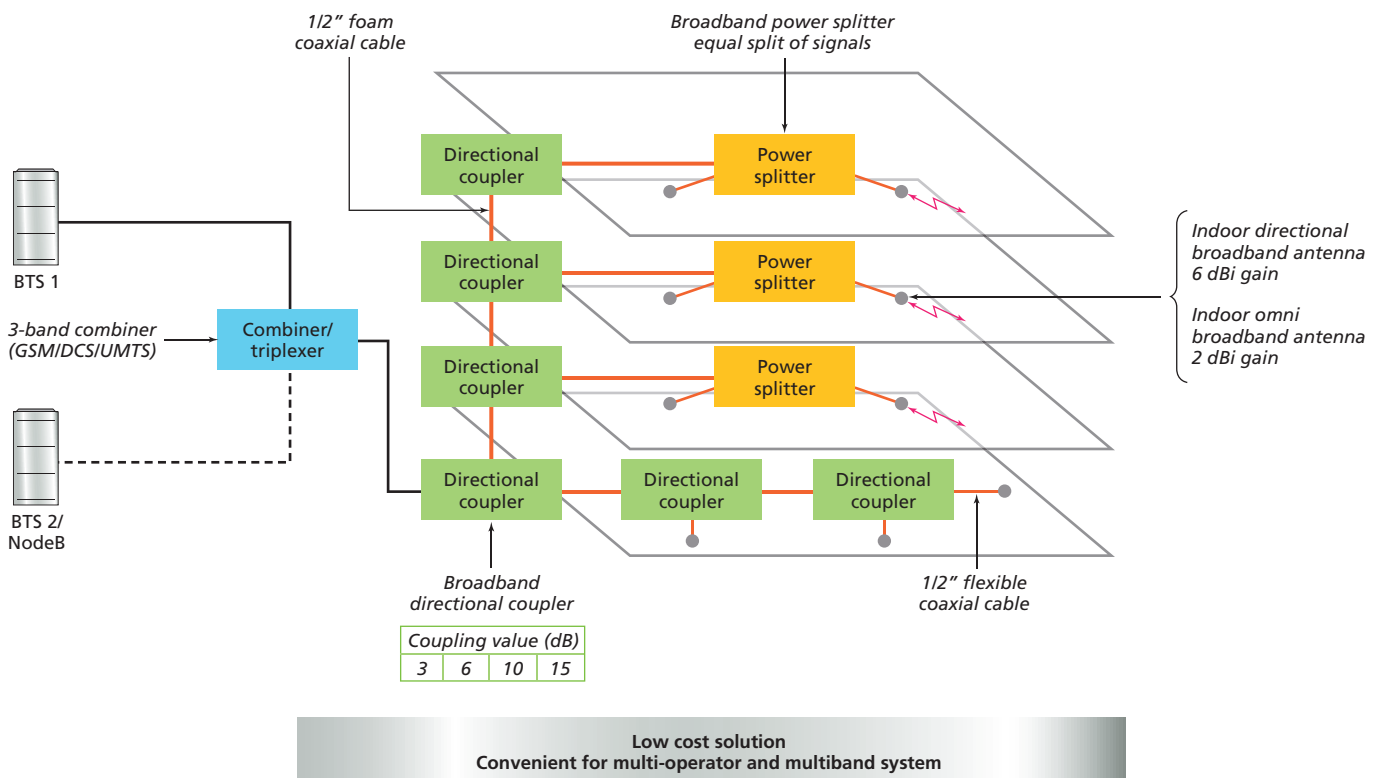 1/2″ foam
coaxial cable
Broadband power splitter
equal split of signals
Directional
coupler
Power
splitter
BTS 1
Directional
coupler
Power
splitter
Indoor directional
broadband antenna
6 dBi gain
Indoor omni
broadband antenna
2 dBi gain
3-band combiner
(GSM/DCS/UMTS)
Combiner/
triplexer
Directional
coupler
Power
splitter
BTS 2/
NodeB
Directional
coupler
Directional
coupler
Directional
coupler
Broadband
directional coupler
1/2″ flexible
coaxial cable
Coupling value (dB)
3 6 10 15
Low cost solution
Convenient for multi-operator and multiband system